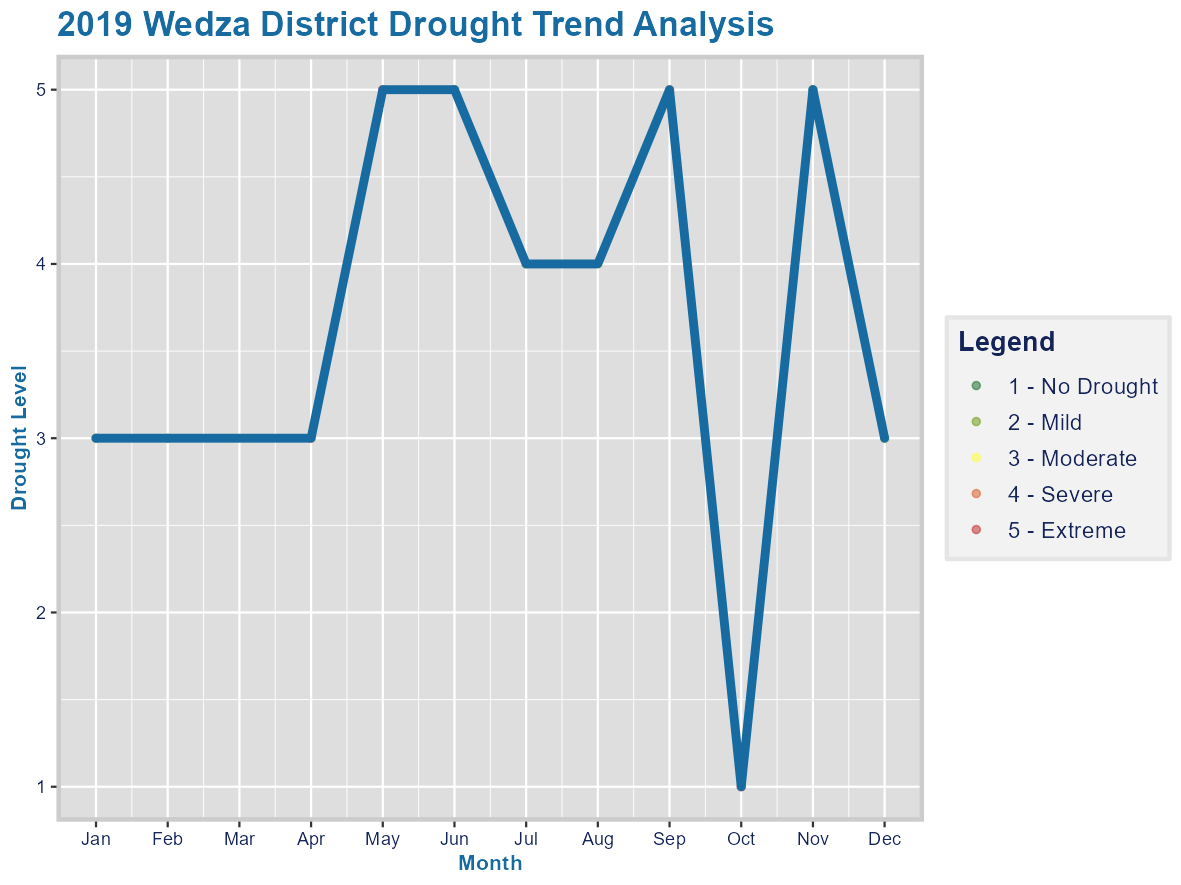 2019 Wedza District Drought Trend Analysis
Drought Level
5
4
3
2
1
Jan Feb Mar Apr May Jun Jul Aug Sep Oct Nov Dec
Month
Legend
1 - No Drought
2 - Mild
3 - Moderate
4 - Severe
5 - Extreme